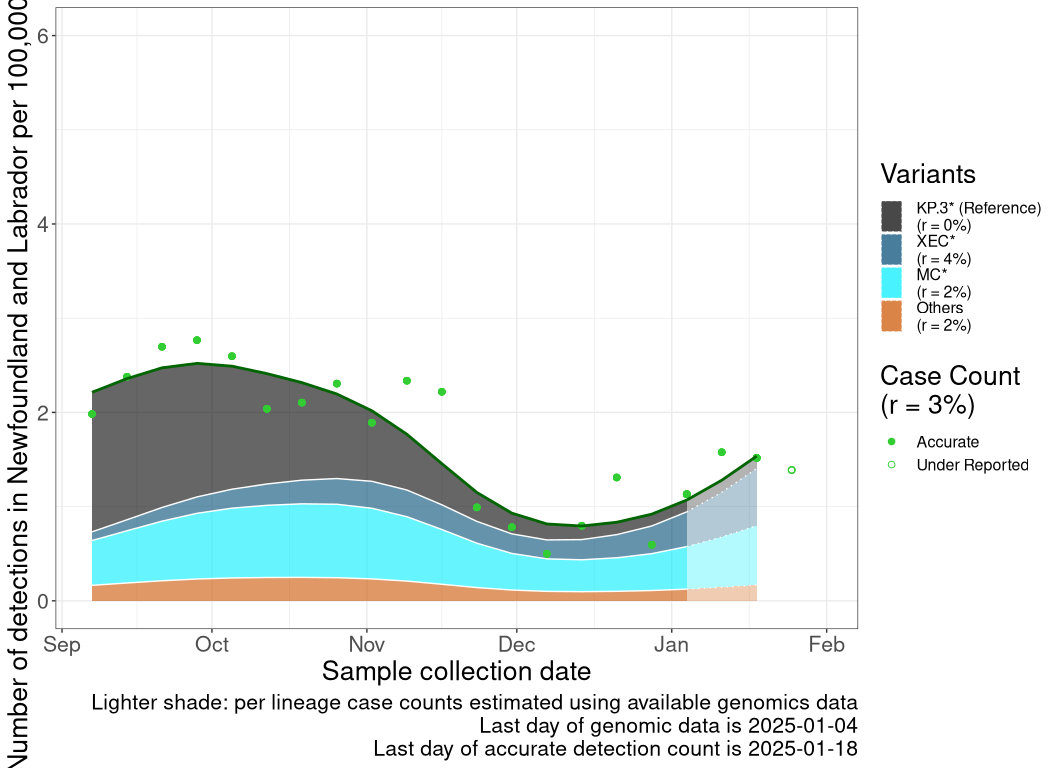 Number of detections in Newfoundland and Labrador per 100,000
6
4
2
0
Sep Oct Nov Dec Jan Feb
Sample collection date
Lighter shade: per lineage case counts estimated using available genomics data
Last day of genomic data is 2025-01-04
Last day of accurate detection count is 2025-01-18
Variants
KP.3* (Reference)
(r = 0%)
XEC*
(r = 4%)
MC*
(r = 2%)
Others
(r = 2%)
Case Count
(r = 3%)
Accurate
Under Reported